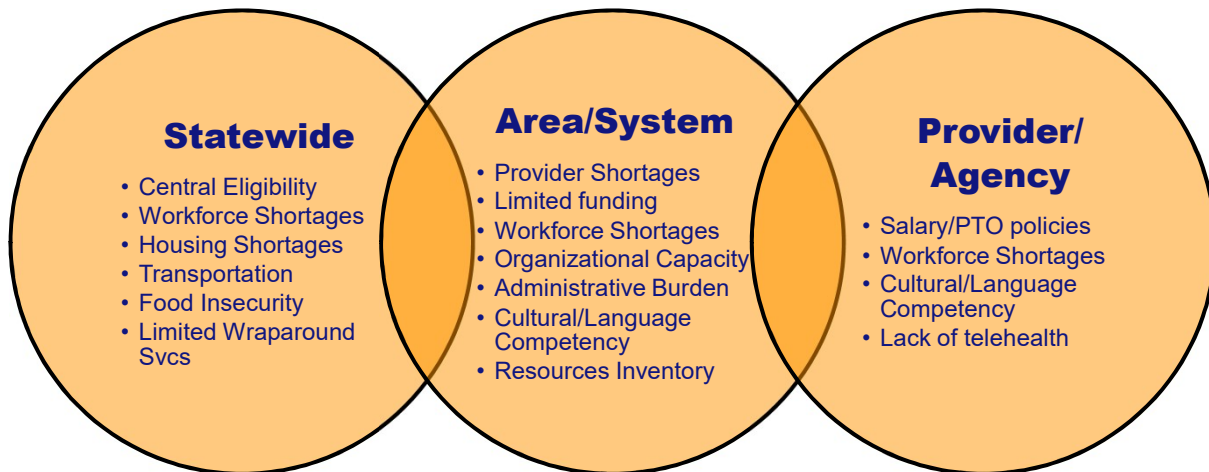 Statewide
• Central Eligibility
• Workforce Shortages
• Housing Shortages
• Transportation
• Food Insecurity
• Limited Wraparound
Svcs
Area/System
• Provider Shortages
• Limited funding
• Workforce Shortages
• Organizational Capacity
• Administrative Burden
• Cultural/Language
Competency
• Resources Inventory
Provider/
Agency
• Salary/PTO policies
• Workforce Shortages
• Cultural/Language
Competency
• Lack of telehealth